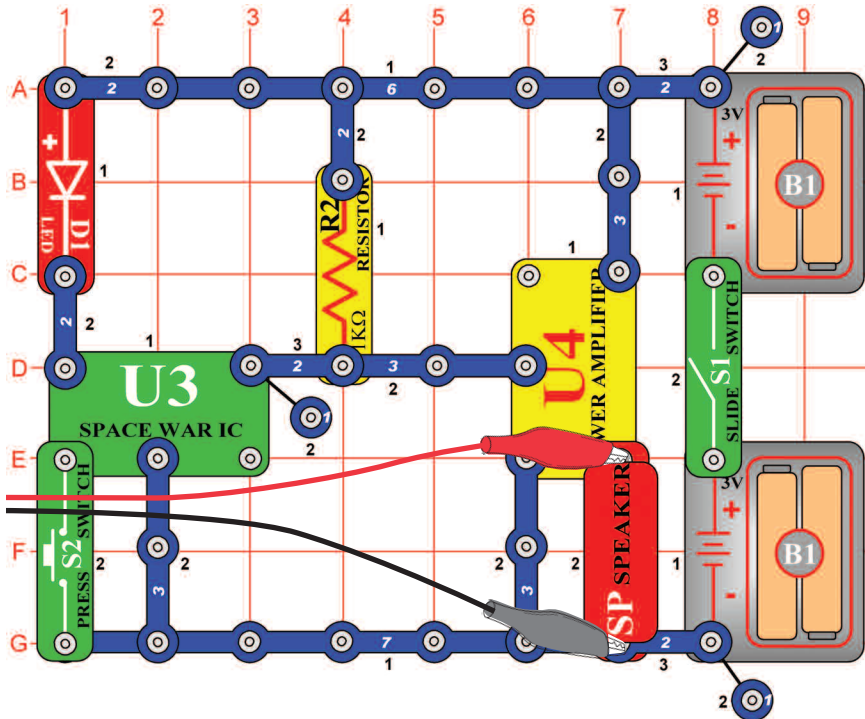 1 2 3 4 5 6 7 8 9
1
2
A 2 2 1 6 3 2
+ D1 LED 1
2 2
2
3V + - B1 1
B
R2 RESISTOR 1KΩ 1
3
1
C
2 2
U4 WER AMPLIFIER
S1 SLIDE SWITCH 2
D
1
U3
SPACE WAR IC
3 2 3 2
1 2
E
S2 PRESS SWITCH 2
3 2
2 3
SP SPEAKER 2
3V + - B1 1
F
G 7 1 2 3
2 1